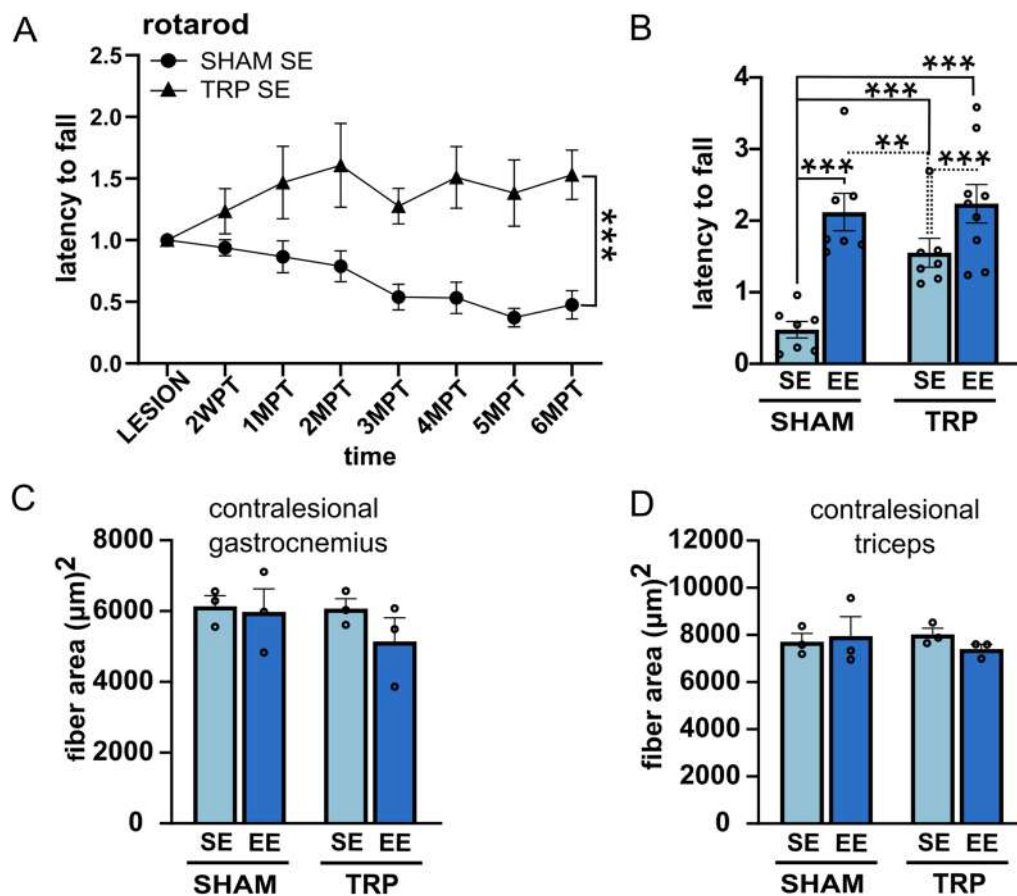 A
rotarod
SHAM SE
TRP SE
latency to fall
2.5
2.0
1.5
1.0
0.5
0.0
***
LESION
2WPT
1MPT
2MPT
3MPT
4MPT
5MPT
6MPT
time
B
latency to fall
4
3
2
1
0
***
***
**
***
***
SE EE SE EE
SHAM TRP
C
contralesional
gastrocnemius
fiber area (µm)²
8000
6000
4000
2000
0
SE EE SE EE
SHAM TRP
D
contralesional
triceps
fiber area (µm)²
12000
10000
8000
6000
4000
2000
0
SE EE SE EE
SHAM TRP